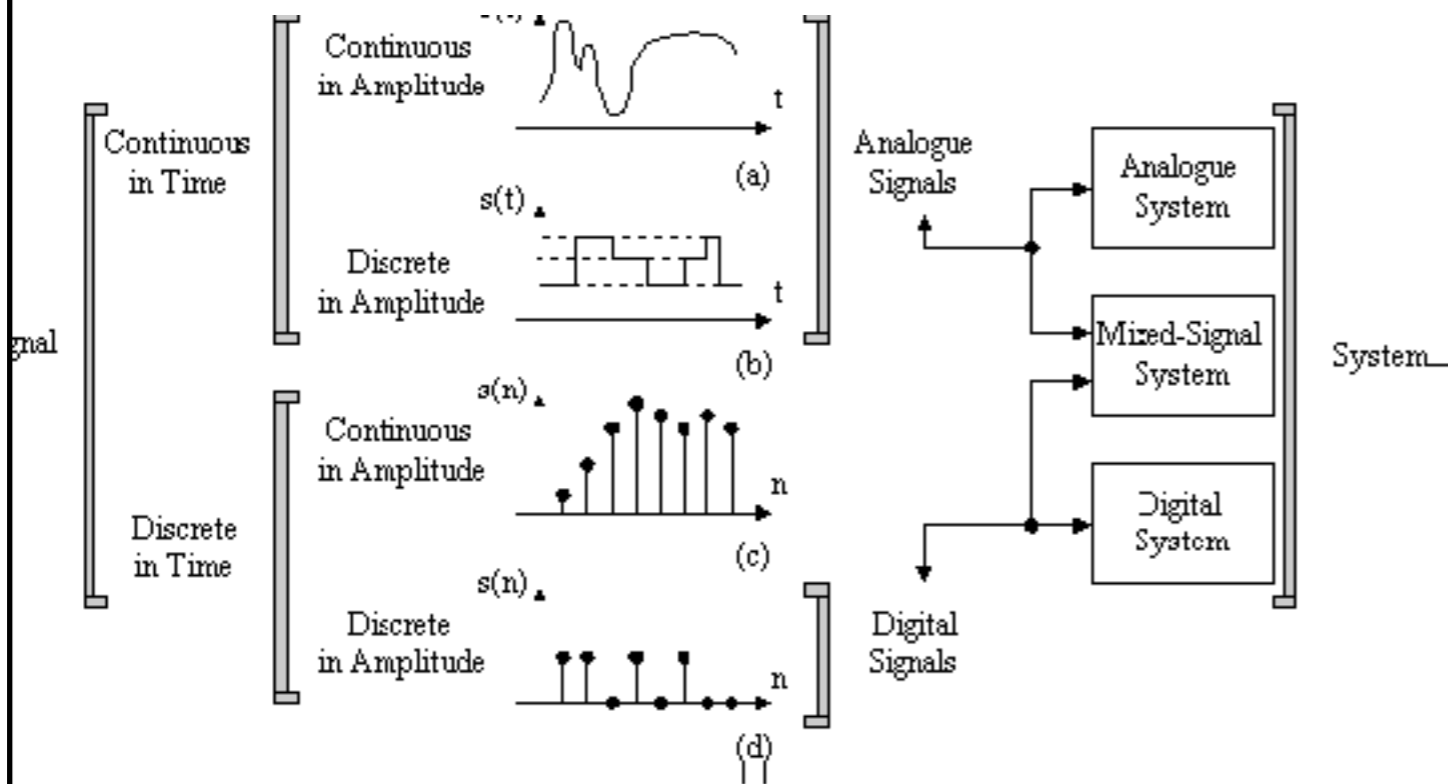 Continuous
in Amplitude
t
(a)
Continuous
in Time
s(t)
Discrete
in Amplitude
t
(b)
Analogue
Signals
Analogue
System
Mixed-Signal
System
System
gnal
s(n)
Continuous
in Amplitude
n
(c)
Discrete
in Time
s(n)
Discrete
in Amplitude
n
(d)
Digital
Signals
Digital
System